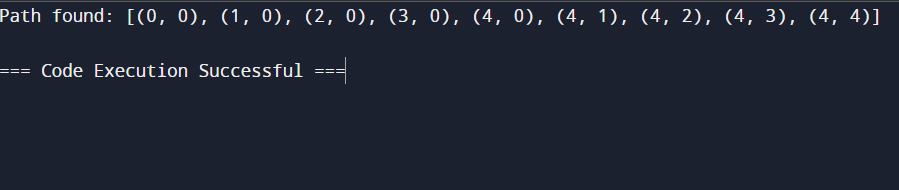 Path found: [(0, 0), (1, 0), (2, 0), (3, 0), (4, 0), (4, 1), (4, 2), (4, 3), (4, 4)]
=== Code Execution Successful ===